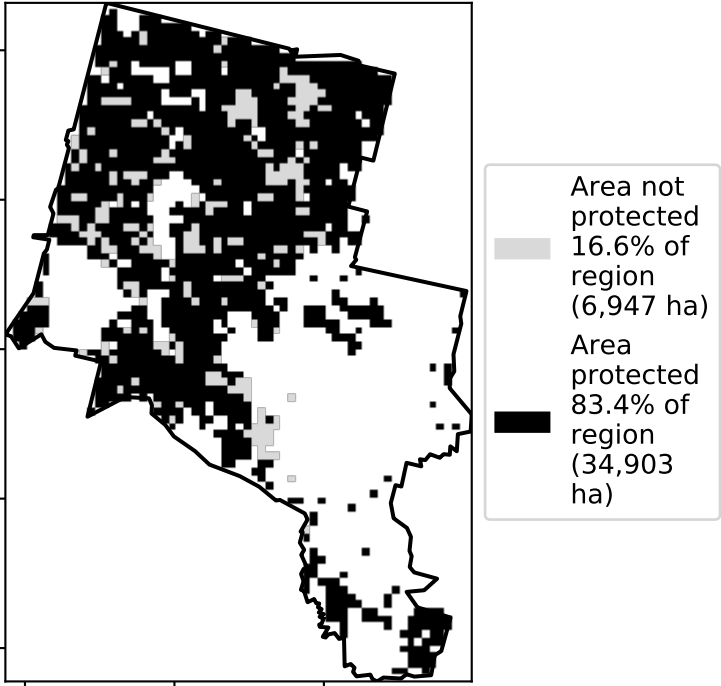 Area not
protected
16.6% of
region
(6,947 ha)
Area
protected
83.4% of
region
(34,903
ha)